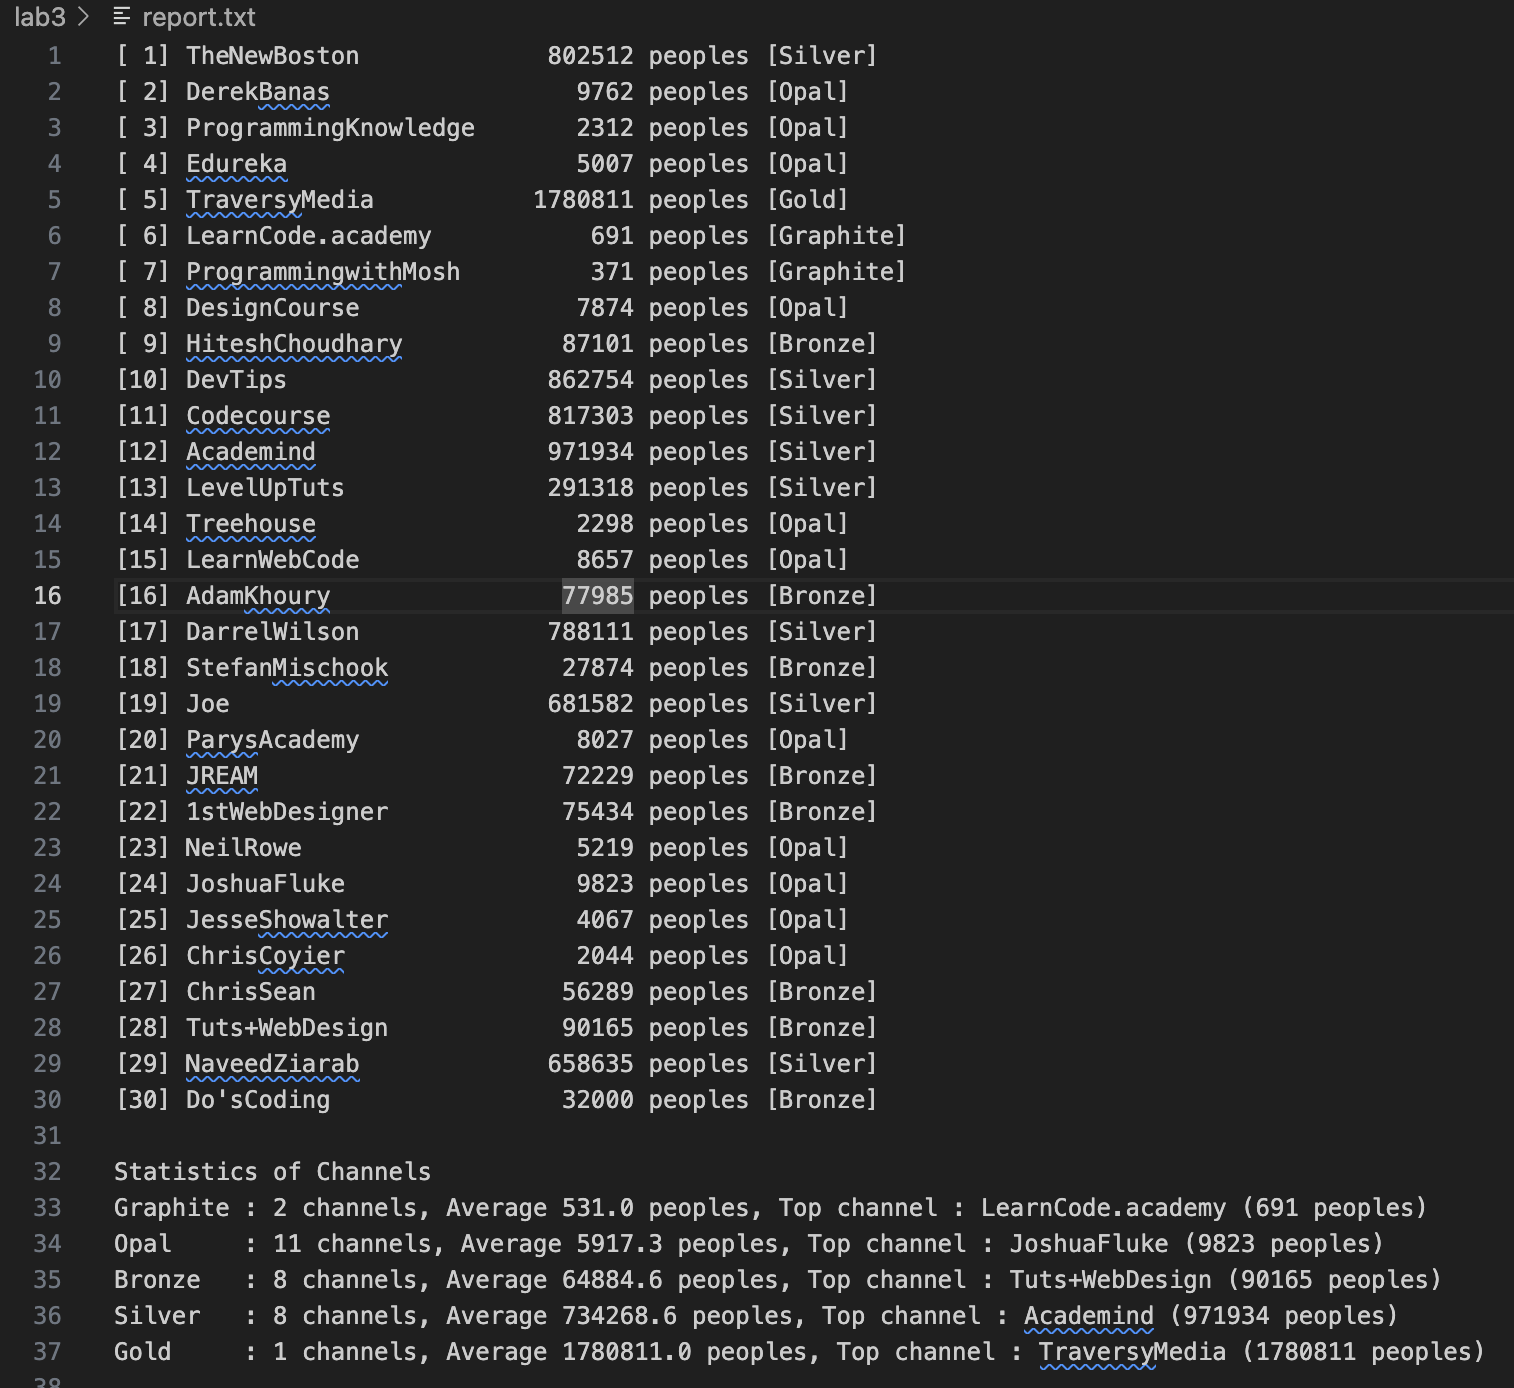 lab3 > report.txt
1 [ 1] TheNewBoston 802512 peoples [Silver]
2 [ 2] DerekBanas 9762 peoples [Opal]
3 [ 3] ProgrammingKnowledge 2312 peoples [Opal]
4 [ 4] Edureka 5007 peoples [Opal]
5 [ 5] TraversyMedia 1780811 peoples [Gold]
6 [ 6] LearnCode.academy 691 peoples [Graphite]
7 [ 7] ProgrammingwithMosh 371 peoples [Graphite]
8 [ 8] DesignCourse 7874 peoples [Opal]
9 [ 9] HiteshChoudhary 87101 peoples [Bronze]
10 [10] DevTips 862754 peoples [Silver]
11 [11] Codecourse 817303 peoples [Silver]
12 [12] Academind 971934 peoples [Silver]
13 [13] LevelUpTuts 291318 peoples [Silver]
14 [14] Treehouse 2298 peoples [Opal]
15 [15] LearnWebCode 8657 peoples [Opal]
16 [16] AdamKhoury 77985 peoples [Bronze]
17 [17] DarrelWilson 788111 peoples [Silver]
18 [18] StefanMischook 27874 peoples [Bronze]
19 [19] Joe 681582 peoples [Silver]
20 [20] ParysAcademy 8027 peoples [Opal]
21 [21] JREAM 72229 peoples [Bronze]
22 [22] 1stWebDesigner 75434 peoples [Bronze]
23 [23] NeilRowe 5219 peoples [Opal]
24 [24] JoshuaFluke 9823 peoples [Opal]
25 [25] JesseShowalter 4067 peoples [Opal]
26 [26] ChrisCoyier 2044 peoples [Opal]
27 [27] ChrisSean 56289 peoples [Bronze]
28 [28] Tuts+WebDesign 90165 peoples [Bronze]
29 [29] NaveedZiarab 658635 peoples [Silver]
30 [30] Do'sCoding 32000 peoples [Bronze]
31
32 Statistics of Channels
33 Graphite : 2 channels, Average 531.0 peoples, Top channel : LearnCode.academy (691 peoples)
34 Opal : 11 channels, Average 5917.3 peoples, Top channel : JoshuaFluke (9823 peoples)
35 Bronze : 8 channels, Average 64884.6 peoples, Top channel : Tuts+WebDesign (90165 peoples)
36 Silver : 8 channels, Average 734268.6 peoples, Top channel : Academind (971934 peoples)
37 Gold : 1 channels, Average 1780811.0 peoples, Top channel : TraversyMedia (1780811 peoples)
38